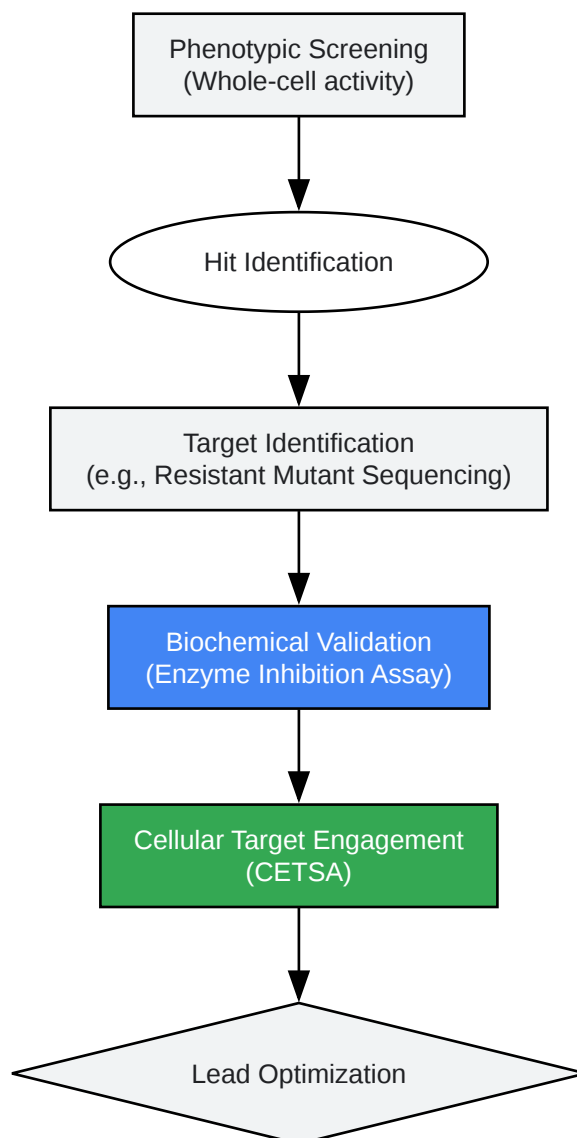 Phenotypic Screening
(Whole-cell activity)
Hit Identification
Target Identification
(e.g., Resistant Mutant Sequencing)
Biochemical Validation
(Enzyme Inhibition Assay)
Cellular Target Engagement
(CETSA)
Lead Optimization